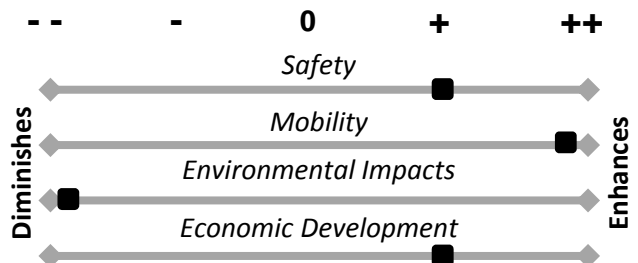 - - - 0 + ++
Safety
Mobility
Environmental Impacts
Economic Development
Diminishes
Enhances